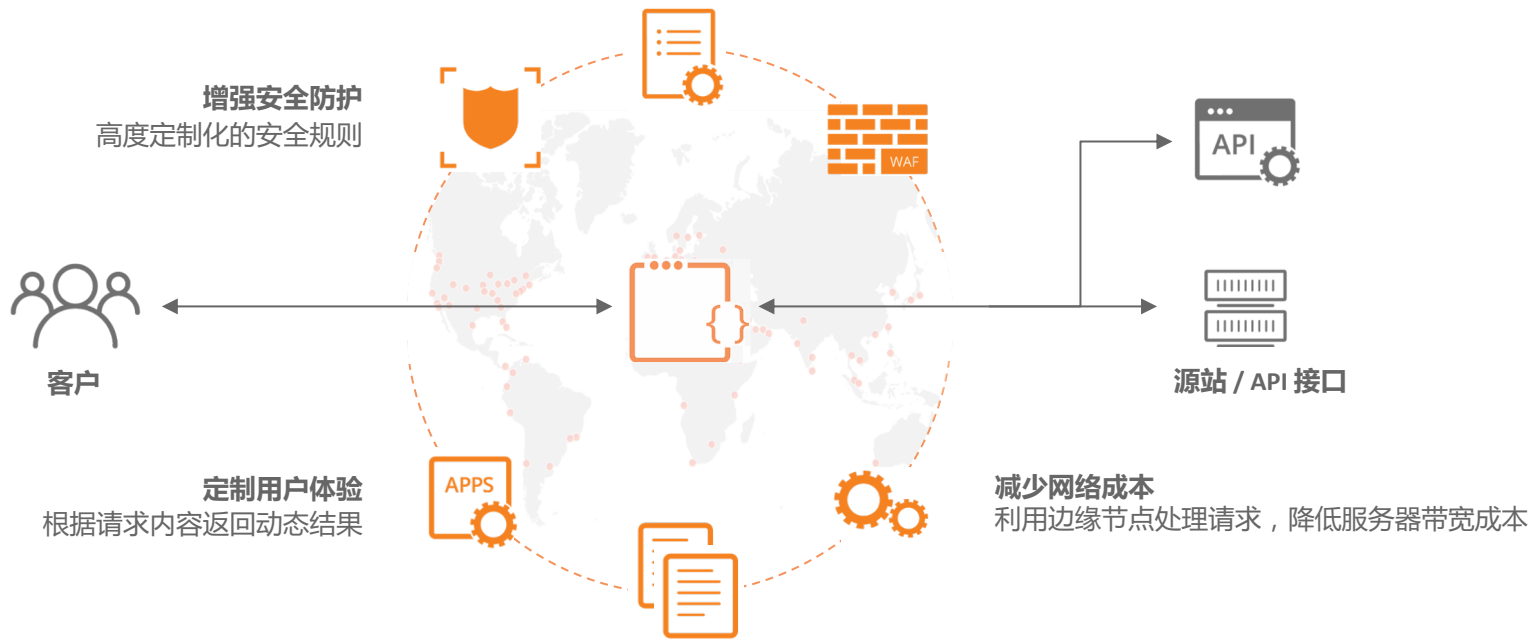 增强安全防护
高度定制化的安全规则
WAF
API
{ }
客户
源站 / API 接口
定制用户体验
根据请求内容返回动态结果
APPS
减少网络成本
利用边缘节点处理请求，降低服务器带宽成本